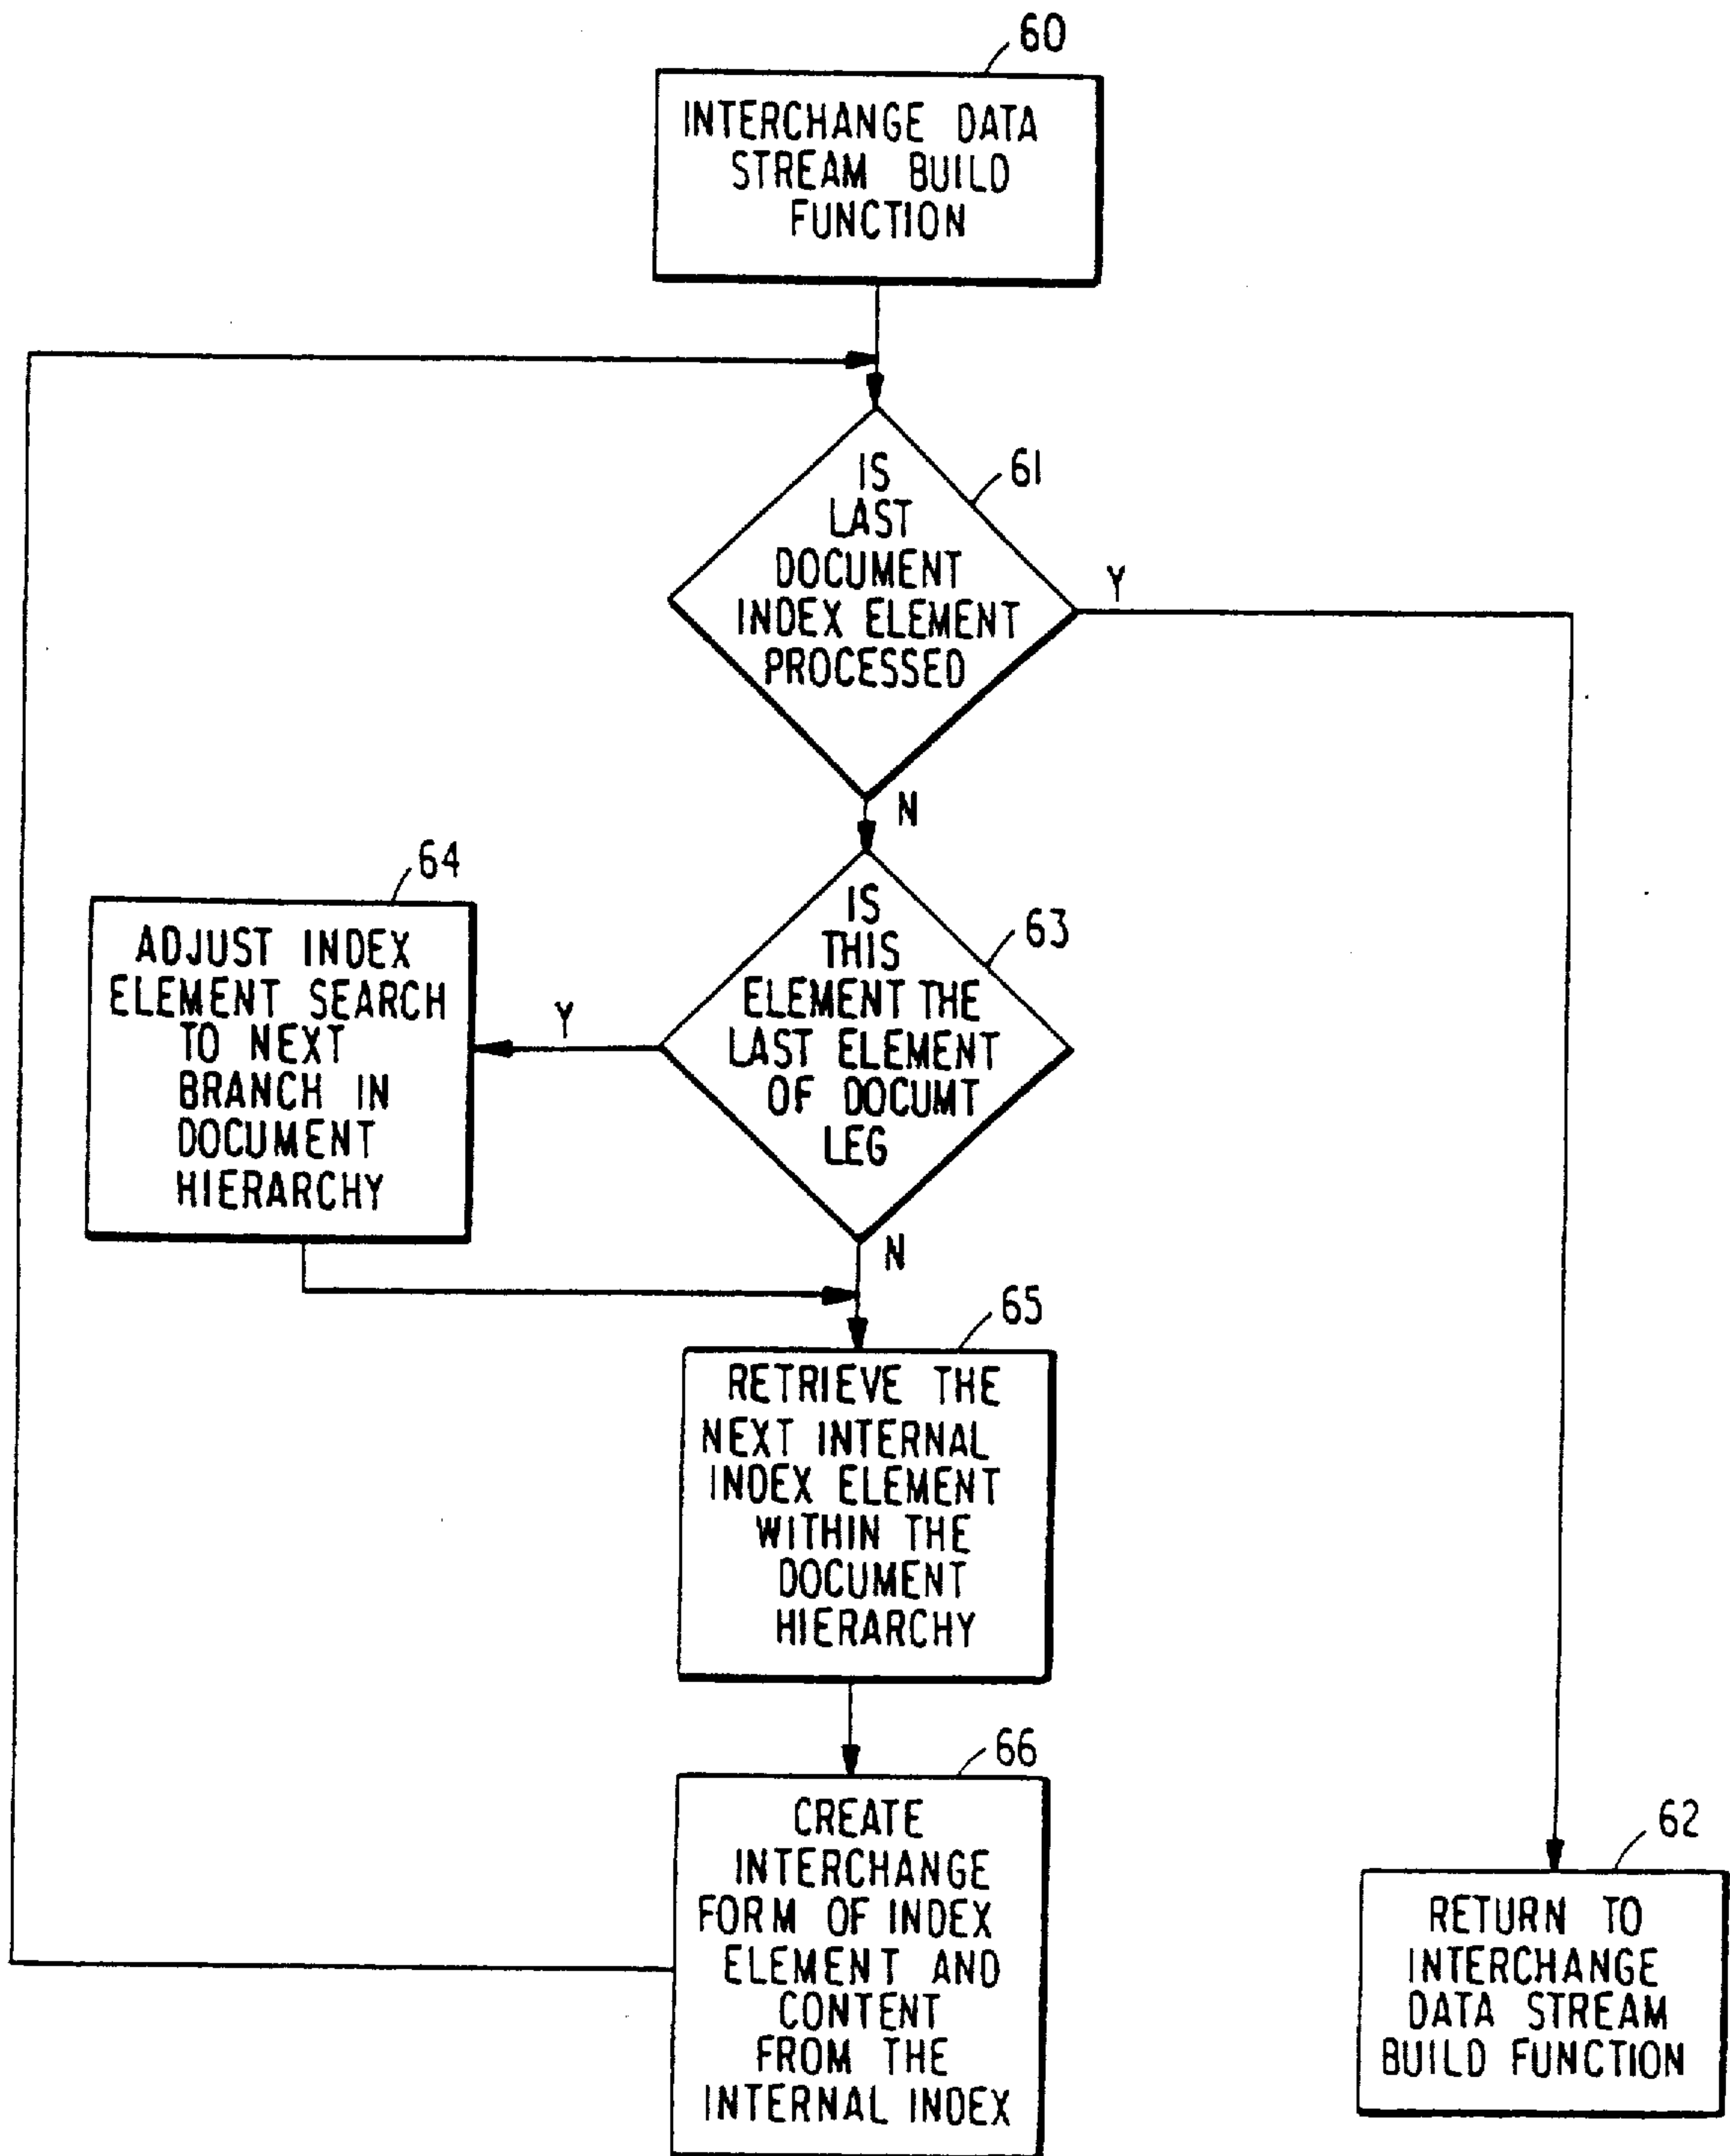 60
INTERCHANGE DATA
STREAM BUILD
FUNCTION
IS
LAST
DOCUMENT
INDEX ELEMENT
PROCESSED
61
Y
N
64
ADJUST INDEX
ELEMENT SEARCH
TO NEXT
BRANCH IN
DOCUMENT
HIERARCHY
Y
IS
THIS
ELEMENT THE
LAST ELEMENT
OF DOCUMT
LEG
63
N
65
RETRIEVE THE
NEXT INTERNAL
INDEX ELEMENT
WITHIN THE
DOCUMENT
HIERARCHY
66
CREATE
INTERCHANGE
FORM OF INDEX
ELEMENT AND
CONTENT
FROM THE
INTERNAL INDEX
62
RETURN TO
INTERCHANGE
DATA STREAM
BUILD FUNCTION